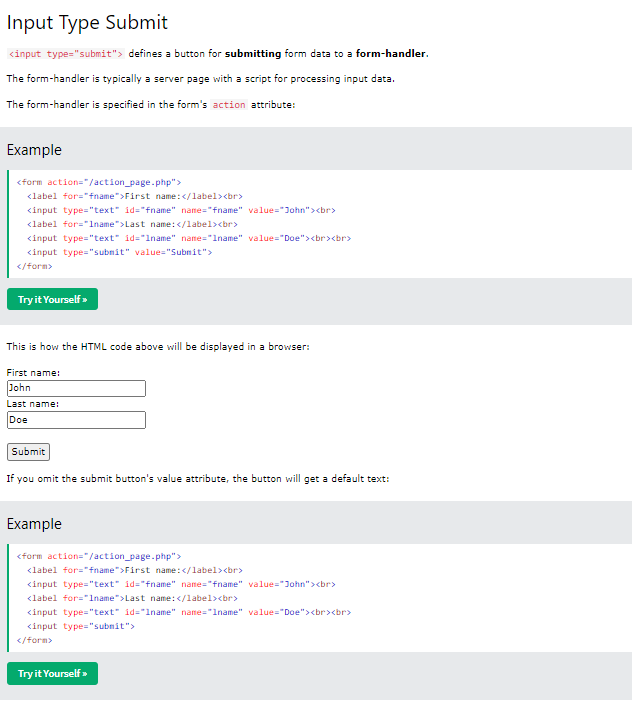 Input Type Submit
<input type="submit"> defines a button for submitting form data to a form-handler.
The form-handler is typically a server page with a script for processing input data.
The form-handler is specified in the form's action attribute:
Example
<form action="/action_page.php">
<label for="fname">First name:</label><br>
<input type="text" id="fname" name="fname" value="John"><br>
<label for="lname">Last name:</label><br>
<input type="text" id="lname" name="lname" value="Doe"><br><br>
<input type="submit" value="Submit">
</form>
Try it Yourself »
This is how the HTML code above will be displayed in a browser:
First name:
John
Last name:
Doe
Submit
If you omit the submit button's value attribute, the button will get a default text:
Example
<form action="/action_page.php">
<label for="fname">First name:</label><br>
<input type="text" id="fname" name="fname" value="John"><br>
<label for="lname">Last name:</label><br>
<input type="text" id="lname" name="lname" value="Doe"><br><br>
<input type="submit">
</form>
Try it Yourself »